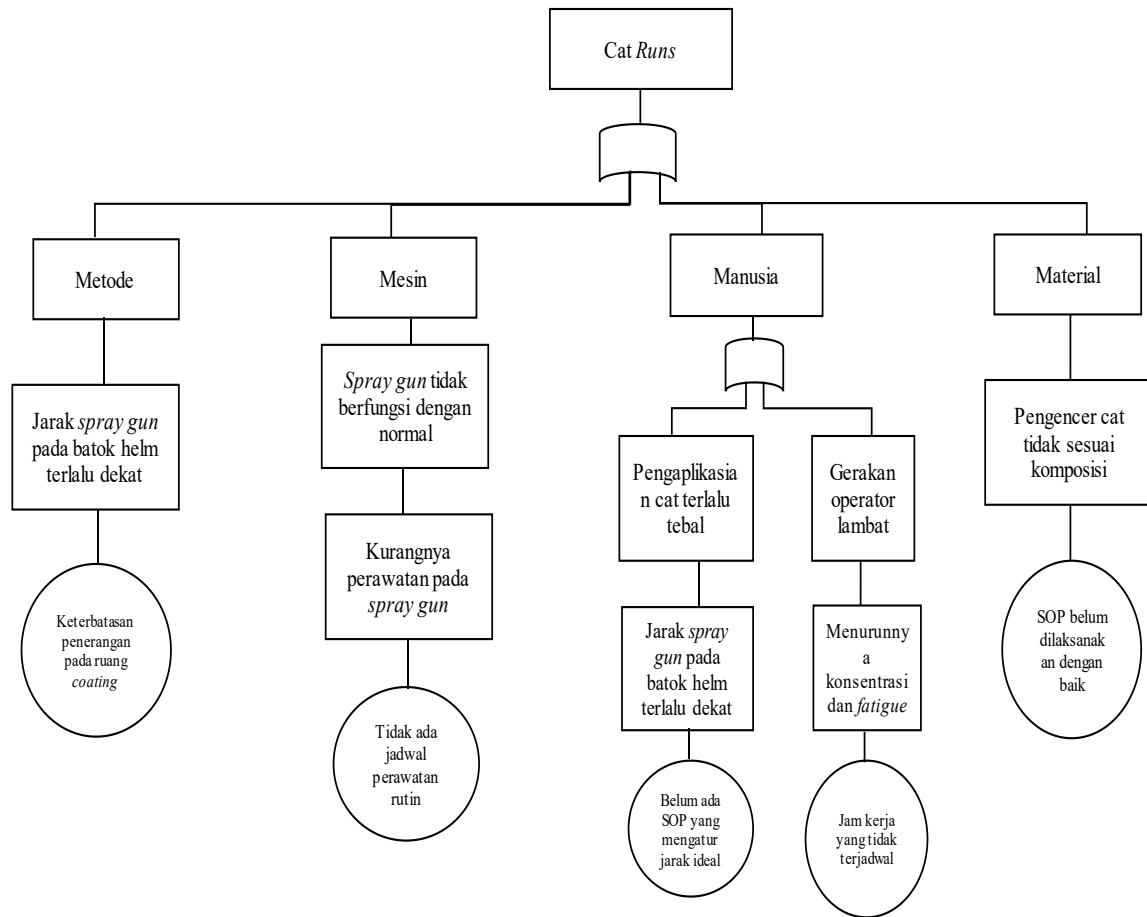 Cat Runs
Metode
Mesin
Manusia
Material
Jarak spray gun
pada batok helm
terlalu dekat
Keterbatasan
penerangan
pada ruang
coating
Spray gun tidak
berfungsi dengan
normal
Kurangnya
perawatan pada
spray gun
Tidak ada
jadwal
perawatan
rutin
Pengaplikasia
n cat terlalu
tebal
Jarak spray
gun pada
batok helm
terlalu dekat
Belum ada
SOP yang
mengatur
jarak ideal
Gerakan
operator
lambat
Menurunny
a
konsentrasi
dan fatigue
Jam kerja
yang tidak
terjadwal
Pengencer cat
tidak sesuai
komposisi
SOP belum
dilaksanak
an dengan
baik